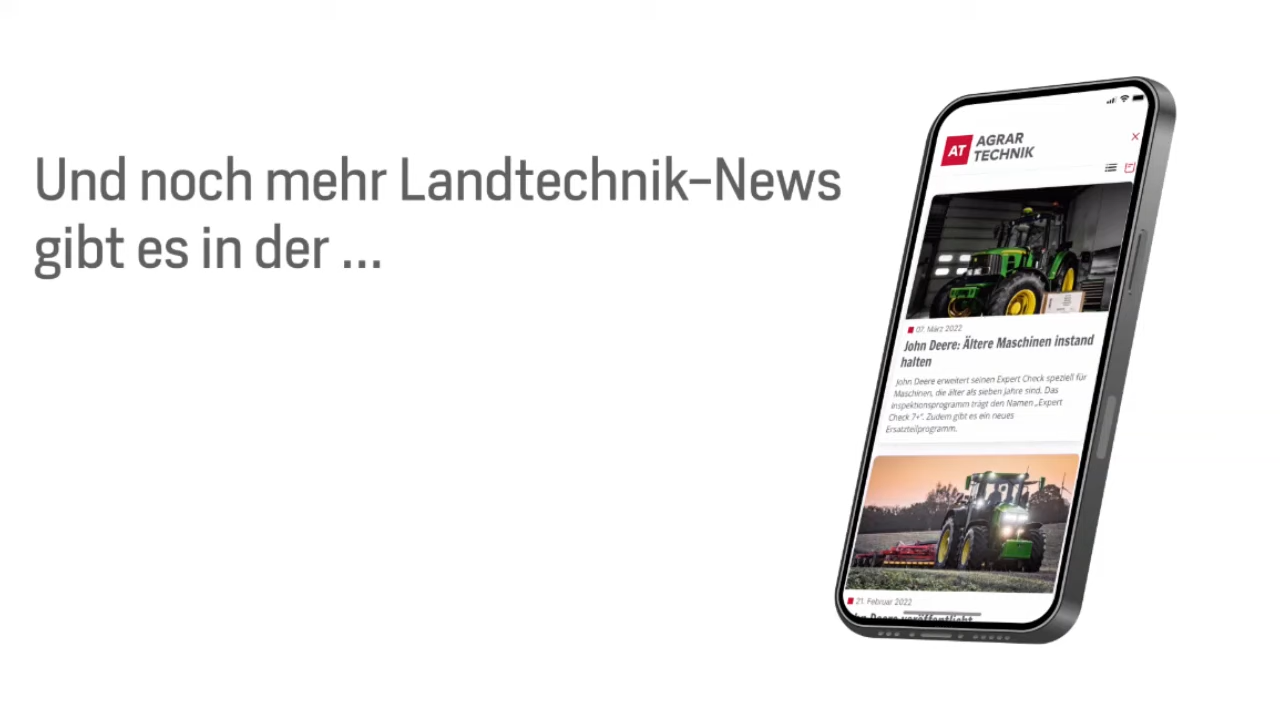 Und noch mehr Landtechnik-News
gibt es in der ...
AT
AGRAR
TECHNIK
07. März 2022
John Deere: Ältere Maschinen instand
halten
John Deere erweitert seinen Expert Check speziell für
Maschinen, die älter als sieben Jahre sind. Das
Inspektionsprogramm trägt den Namen „Expert
Check 7+“. Zudem gibt es ein neues
Ersatzteilprogramm.
21. Februar 2022
Deere veröffentlicht